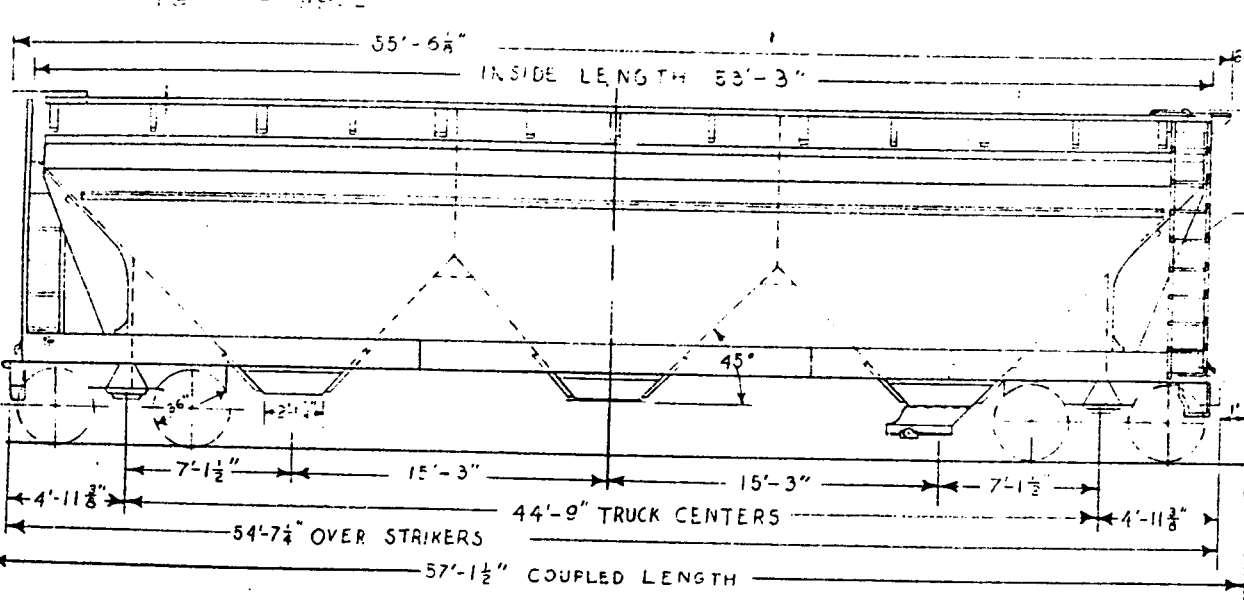 55'-6⅛"
INSIDE LENGTH 53'-3"
45°
36"
2'-1¼"
1'
7'-1½" 15'-3" 15'-3" 7'-1½"
4'-11⅜" 44'-9" TRUCK CENTERS 4'-11⅜"
54'-7¼" OVER STRIKERS
57'-1½" COUPLED LENGTH